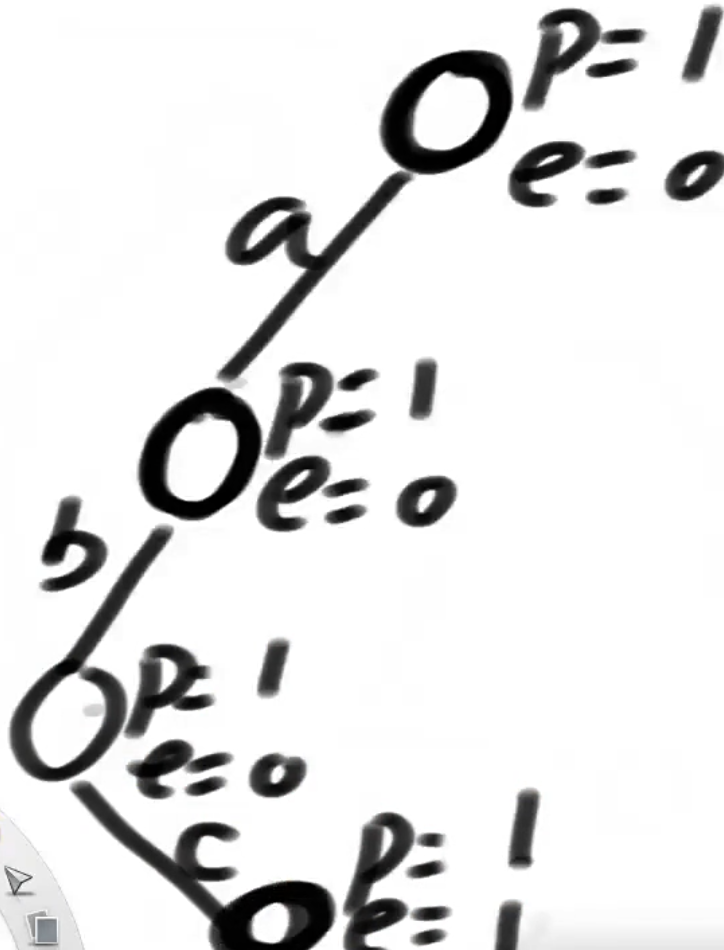 p= 1
e= 0
a
p= 1
e= 0
b
p= 1
e= 0
c
p= 1
e= 1